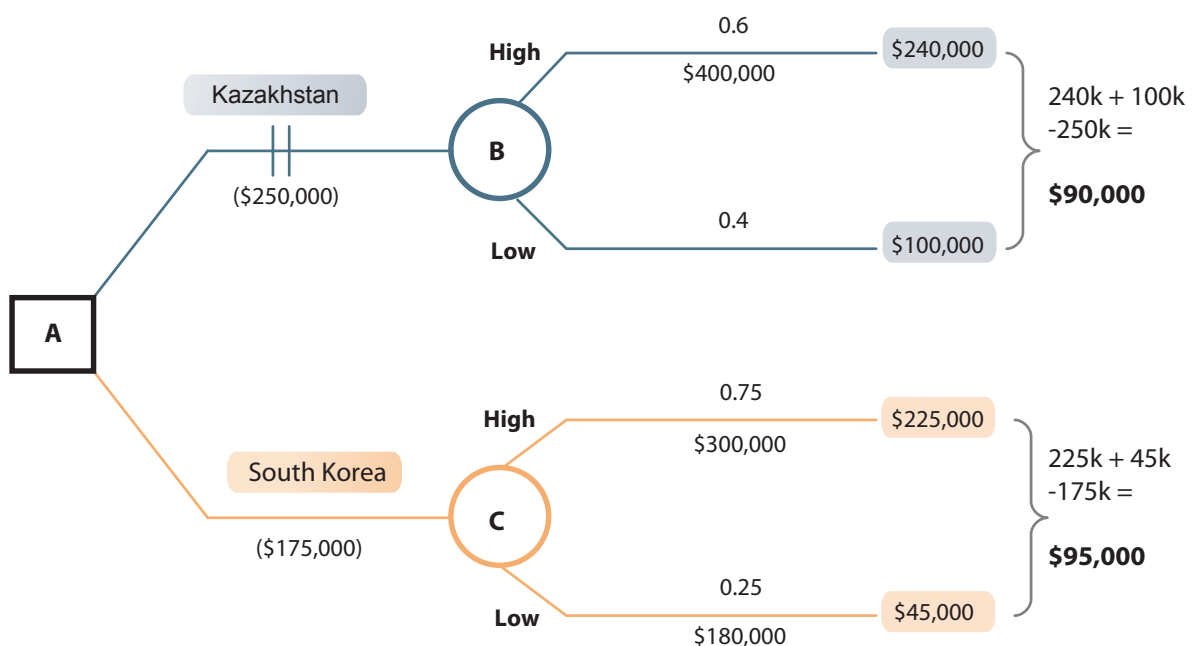 0.6
High
$240,000
$400,000
Kazakhstan
240k + 100k
-250k =
B
($250,000)
$90,000
0.4
Low
$100,000
A
0.75
High
$225,000
$300,000
South Korea
225k + 45k
-175k =
C
($175,000)
$95,000
0.25
Low
$45,000
$180,000